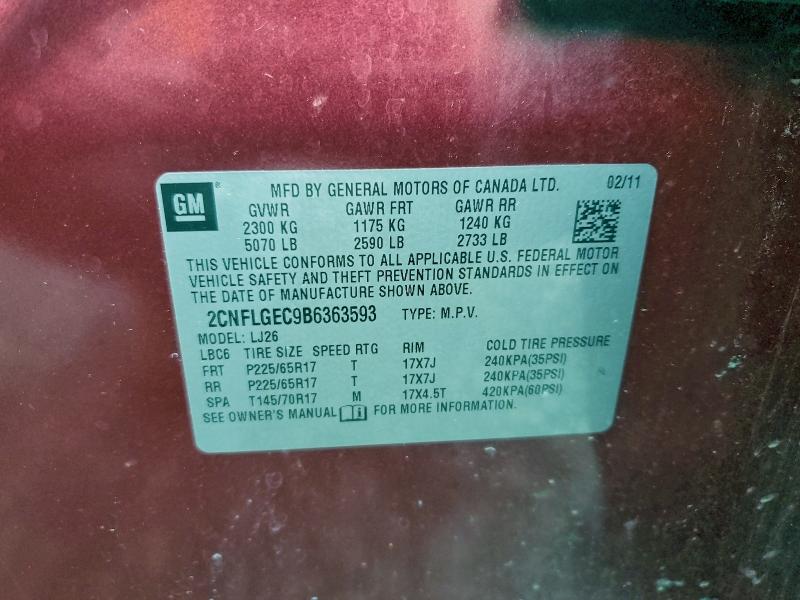 GM
MFD BY GENERAL MOTORS OF CANADA LTD. 02/11
GVWR GAWR FRT GAWR RR
2300 KG 1175 KG 1240 KG
5070 LB 2590 LB 2733 LB
THIS VEHICLE CONFORMS TO ALL APPLICABLE U.S. FEDERAL MOTOR
VEHICLE SAFETY AND THEFT PREVENTION STANDARDS IN EFFECT ON
THE DATE OF MANUFACTURE SHOWN ABOVE.
2CNFLGEC9B6363593 TYPE: M.P.V.
MODEL: LJ26
LBC6 TIRE SIZE SPEED RTG RIM COLD TIRE PRESSURE
FRT P225/65R17 T 17X7J 240KPA(35PSI)
RR P225/65R17 T 17X7J 240KPA(35PSI)
SPA T145/70R17 M 17X4.5T 420KPA(60PSI)
SEE OWNER'S MANUAL FOR MORE INFORMATION.